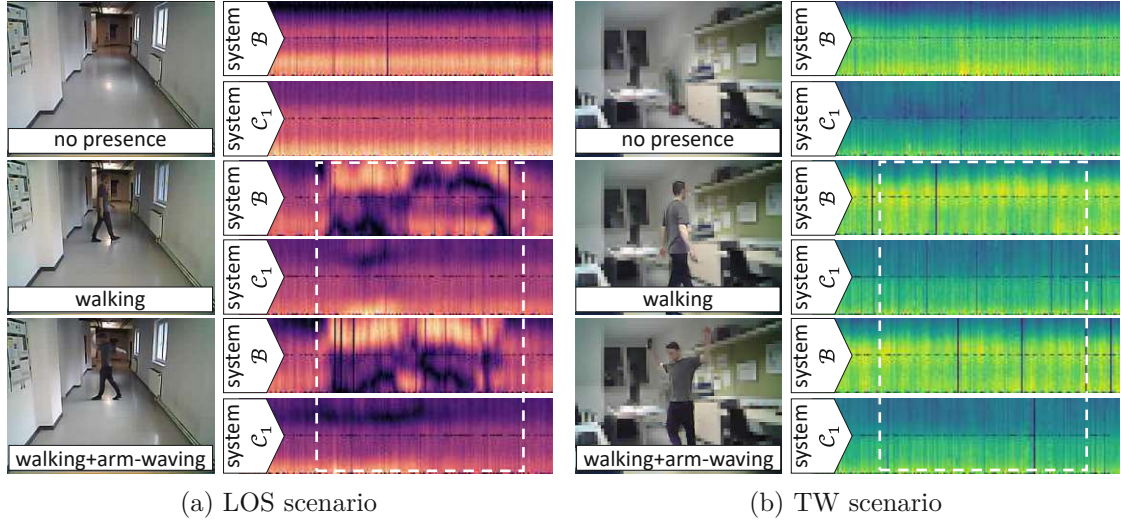 system
B
no presence
system
C1
system
B
walking
system
C1
system
B
walking+arm-waving
system
C1
(a) LOS scenario
system
B
no presence
system
C1
system
B
walking
system
C1
system
B
walking+arm-waving
system
C1
(b) TW scenario